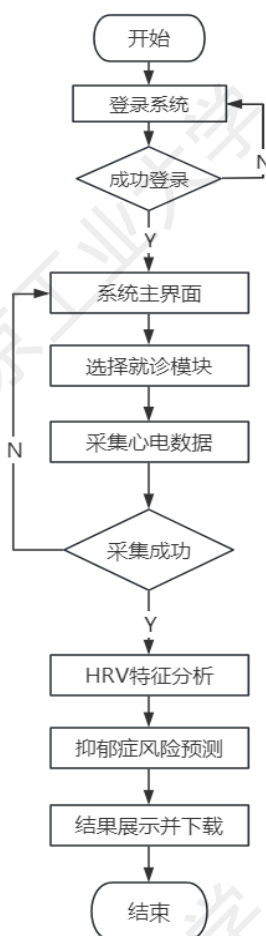 开始
登录系统
成功登录
N
Y
系统主界面
选择就诊模块
采集心电数据
N
采集成功
Y
HRV特征分析
抑郁症风险预测
结果展示并下载
结束